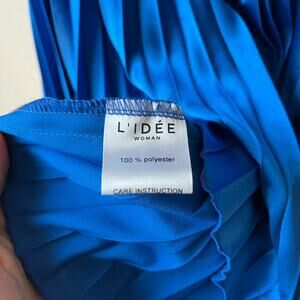 L'IDÉE
WOMAN
100 % polyester
CARE INSTRUCTION